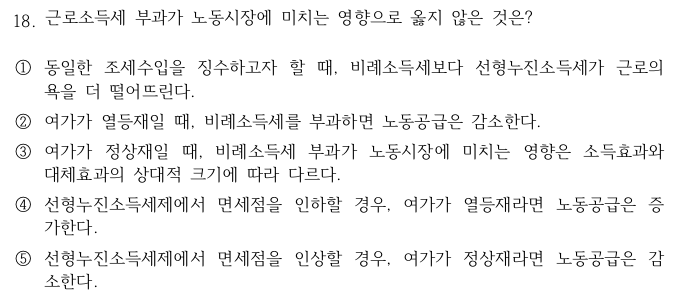 18. 근로소득세 부과가 노동시장에 미치는 영향으로 옳지 않은 것은?
① 동일한 조세수입을 징수하고자 할 때, 비례소득세보다 선형누진소득세가 근로의
욕을 더 떨어뜨린다.
② 여가가 열등재일 때, 비례소득세를 부과하면 노동공급은 감소한다.
③ 여가가 정상재일 때, 비례소득세 부과가 노동시장에 미치는 영향은 소득효과와
대체효과의 상대적 크기에 따라 다르다.
④ 선형누진소득세제에서 면세점을 인하할 경우, 여가가 열등재라면 노동공급은 증
가한다.
⑤ 선형누진소득세제에서 면세점을 인상할 경우, 여가가 정상재라면 노동공급은 감
소한다.